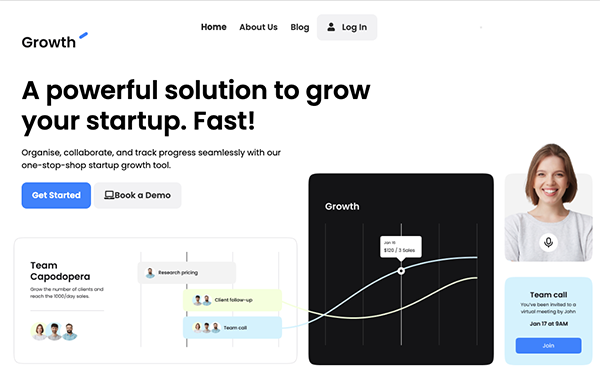 Home About Us Blog Log In
Growth
A powerful solution to grow
your startup. Fast!
Organise, collaborate, and track progress seamlessly with our
one-stop-shop startup growth tool.
Get Started Book a Demo
Growth
Jan 16
$126 / 3 Sales
Team
Capodopera
Grow the number of clients and
reach the 1000/day sales.
Research pricing
Client follow-up
Team call
Team call
You've been invited to a
virtual meeting by John
Jan 17 at 9AM
Join